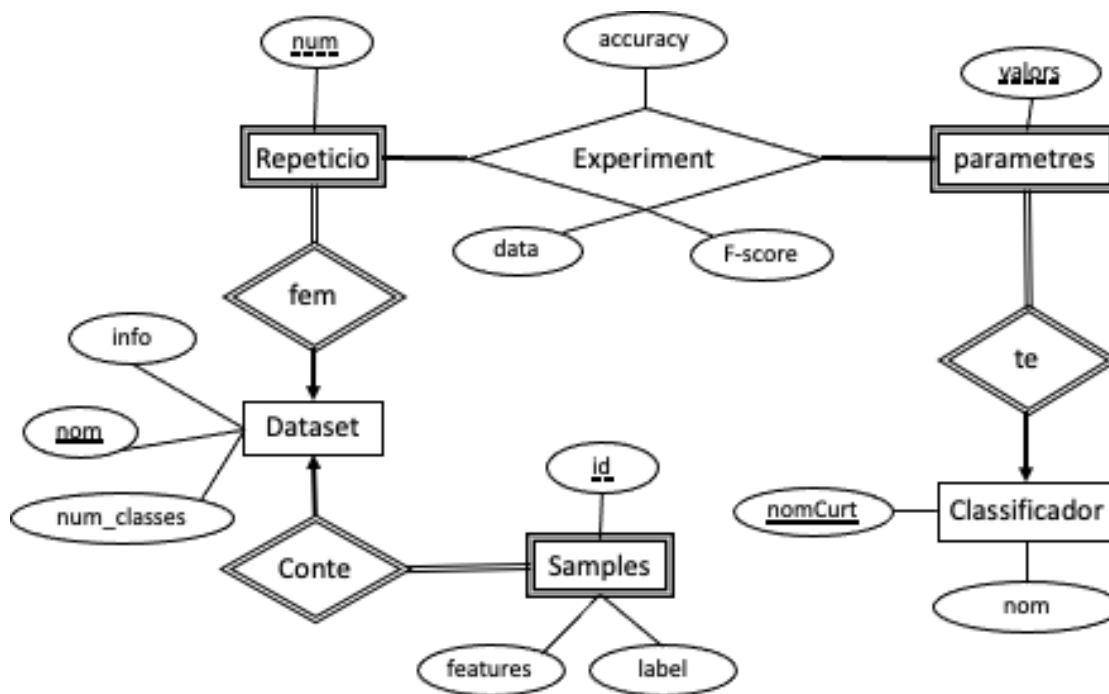 num
accuracy
valors
Repeticio
Experiment
parametres
data
F-score
fem
info
te
nom
Dataset
id
num_classes
nomCurt
Classificador
Conte
Samples
nom
features
label